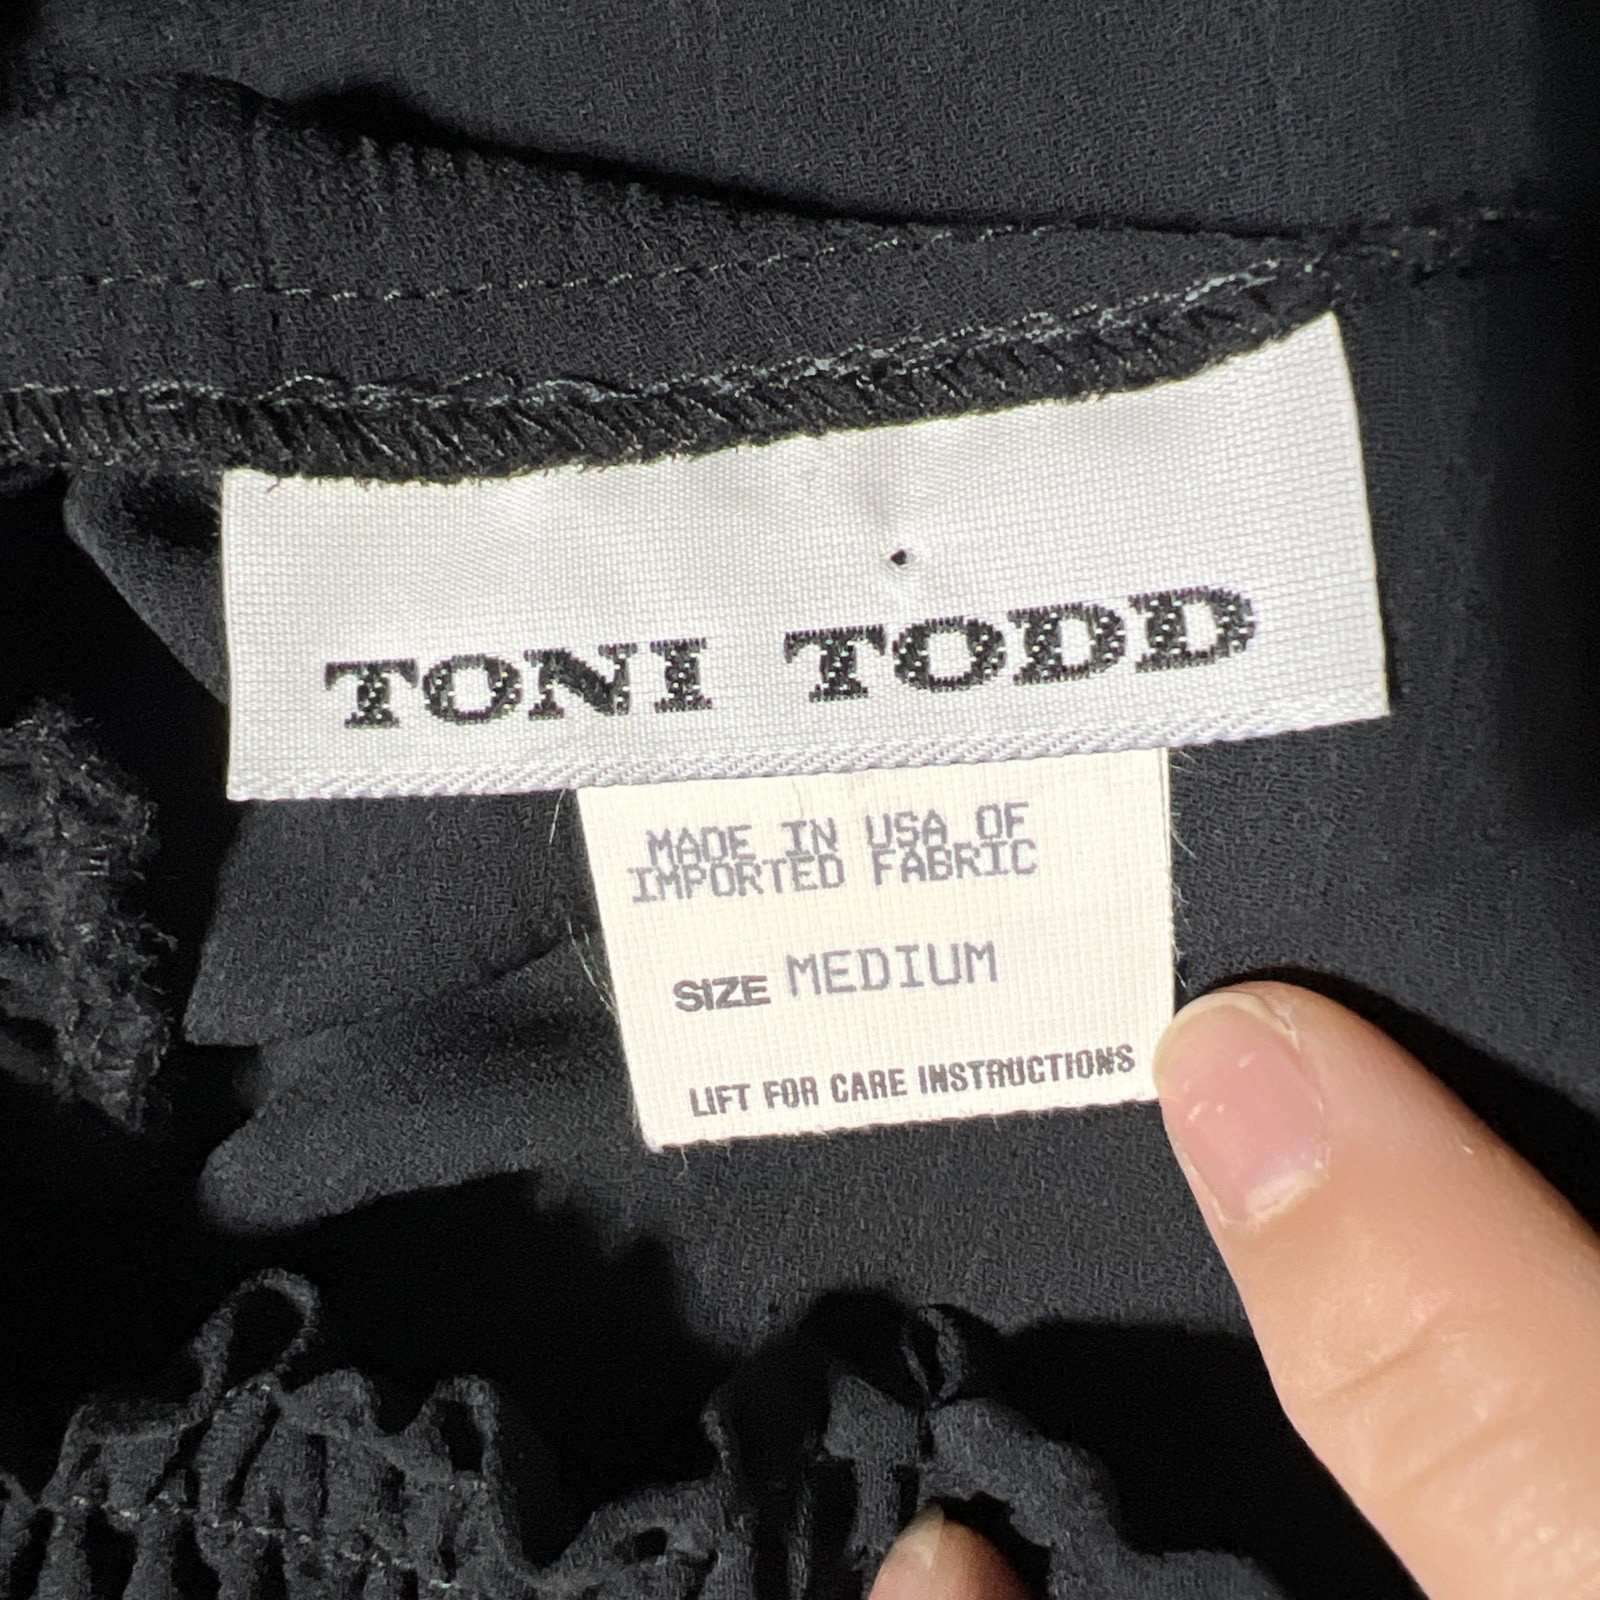 TONI TODD
MADE IN USA OF
IMPORTED FABRIC
SIZE MEDIUM
LIFT FOR CARE INSTRUCTIONS